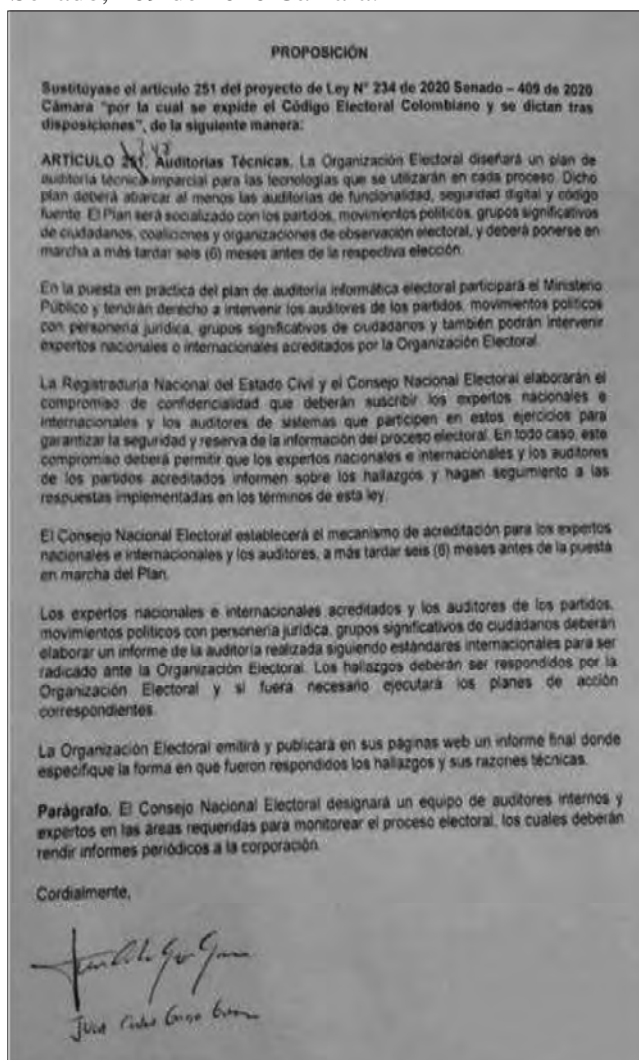 PROPOSICIÓN
Sustitúyase el artículo 251 del proyecto de Ley N° 234 de 2020 Senado – 409 de 2020
Cámara "por la cual se expide el Código Electoral Colombiano y se dictan tras
disposiciones", de la siguiente manera:
ARTÍCULO 251. Auditorías Técnicas. La Organización Electoral diseñará un plan de
auditoría técnica imparcial para las tecnologías que se utilizarán en cada proceso. Dicho
plan deberá abarcar al menos las auditorías de funcionalidad, seguridad digital y código
fuente. El Plan será socializado con los partidos, movimientos políticos, grupos significativos
de ciudadanos, coaliciones y organizaciones de observación electoral, y deberá ponerse en
marcha a más tardar seis (6) meses antes de la respectiva elección.
En la puesta en práctica del plan de auditoría informática electoral participará el Ministerio
Público y tendrán derecho a intervenir los auditores de los partidos, movimientos políticos
con personería jurídica, grupos significativos de ciudadanos y también podrán intervenir
expertos nacionales o internacionales acreditados por la Organización Electoral.
La Registraduría Nacional del Estado Civil y el Consejo Nacional Electoral elaborarán el
compromiso de confidencialidad que deberán suscribir los expertos nacionales e
internacionales y los auditores de sistemas que participen en estos ejercicios para
garantizar la seguridad y reserva de la información del proceso electoral. En todo caso, este
compromiso deberá permitir que los expertos nacionales e internacionales y los auditores
de los partidos acreditados informen sobre los hallazgos y hagan seguimiento a las
respuestas implementadas en los términos de esta ley.
El Consejo Nacional Electoral establecerá el mecanismo de acreditación para los expertos
nacionales e internacionales y los auditores, a más tardar seis (6) meses antes de la puesta
en marcha del Plan.
Los expertos nacionales e internacionales acreditados y los auditores de los partidos,
movimientos políticos con personería jurídica, grupos significativos de ciudadanos deberán
elaborar un informe de la auditoría realizada siguiendo estándares internacionales para ser
radicado ante la Organización Electoral. Los hallazgos deberán ser respondidos por la
Organización Electoral y si fuera necesario ejecutará los planes de acción
correspondientes.
La Organización Electoral emitirá y publicará en sus páginas web un informe final donde
especifique la forma en que fueron respondidos los hallazgos y sus razones técnicas.
Parágrafo. El Consejo Nacional Electoral designará un equipo de auditores internos y
expertos en las áreas requeridas para monitorear el proceso electoral, los cuales deberán
rendir informes periódicos a la corporación.
Cordialmente,